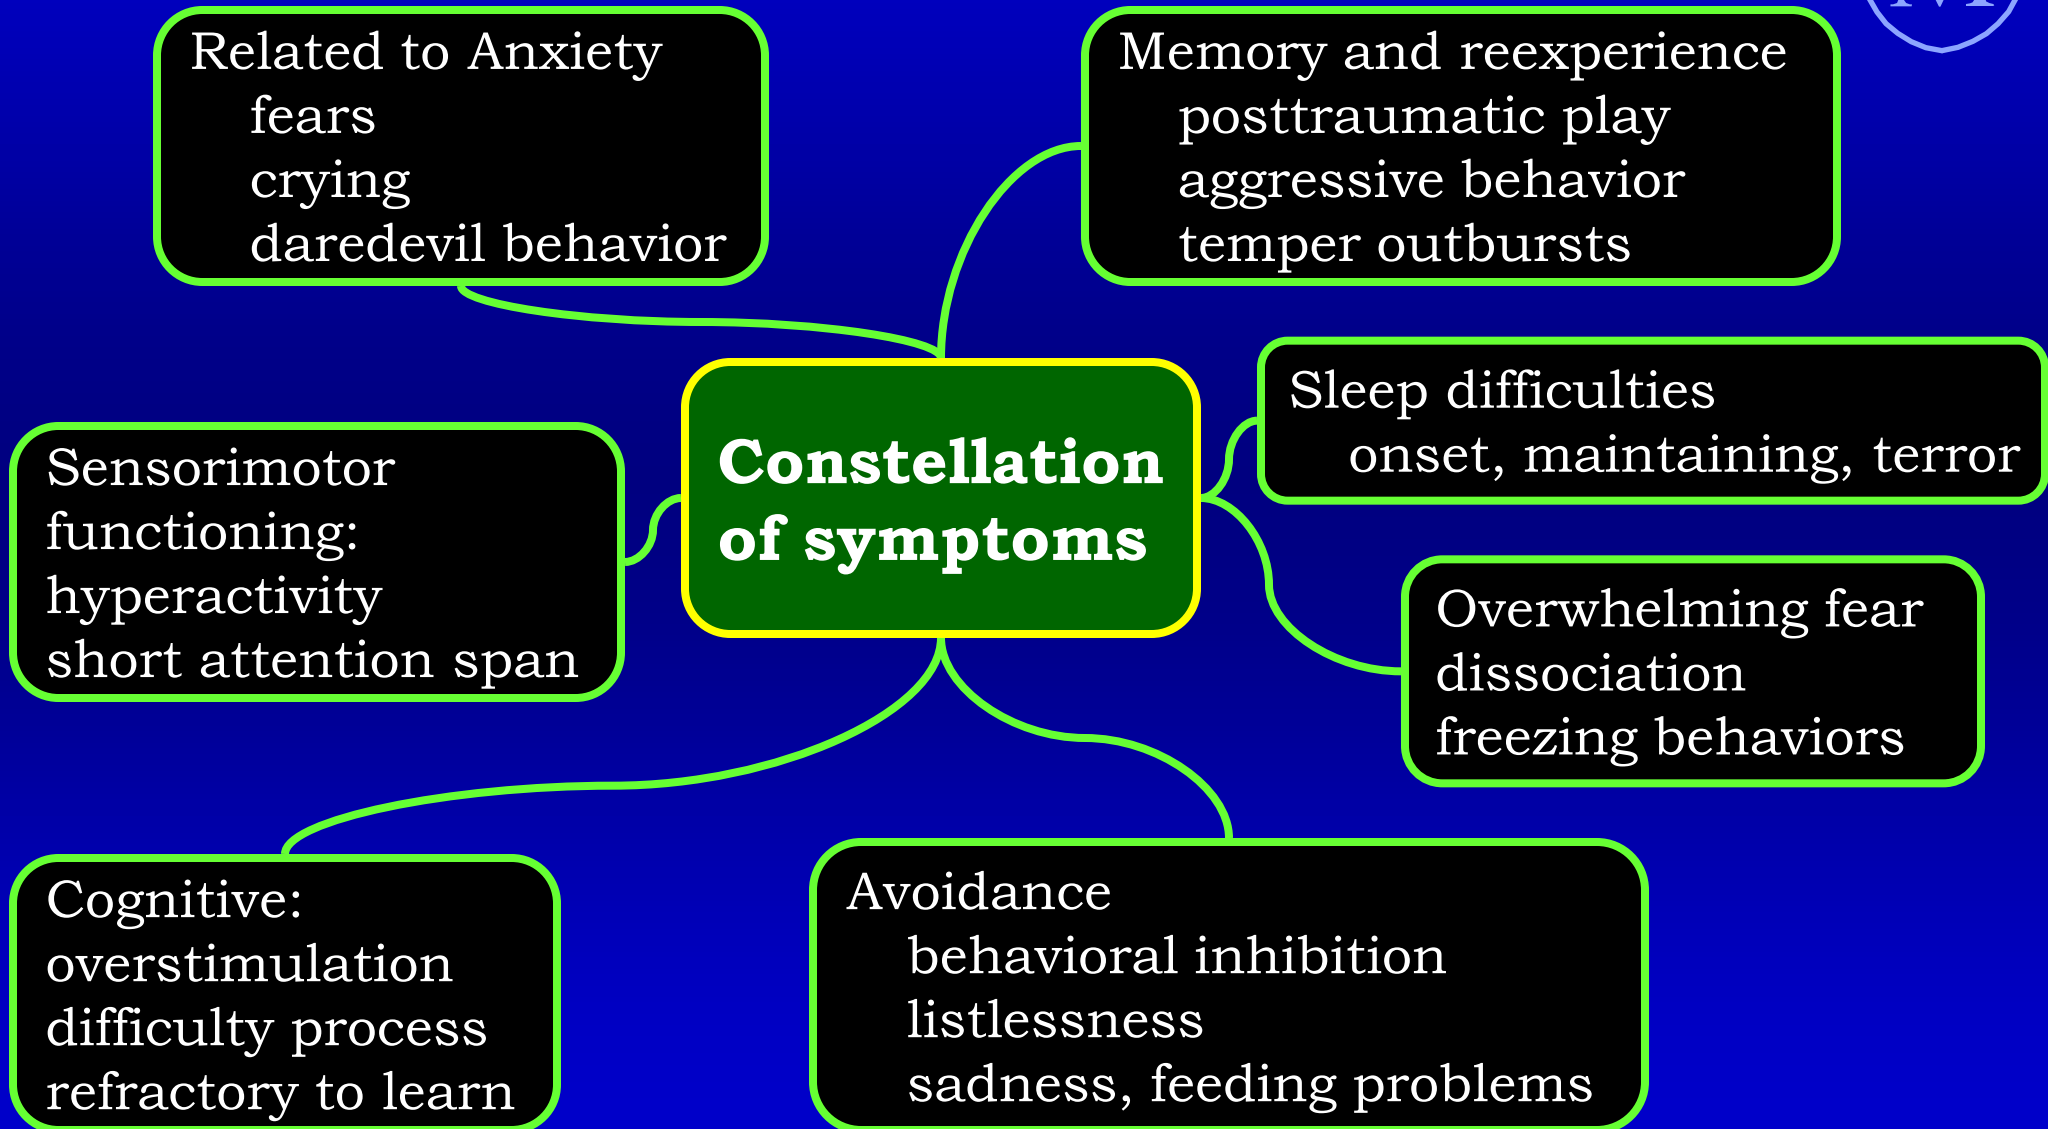 Related to Anxiety
fears
crying
daredevil behavior
Memory and reexperience
posttraumatic play
aggressive behavior
temper outbursts
Sleep difficulties
onset, maintaining, terror
Constellation
of symptoms
Sensorimotor
functioning:
hyperactivity
short attention span
Overwhelming fear
dissociation
freezing behaviors
Cognitive:
overstimulation
difficulty process
refractory to learn
Avoidance
behavioral inhibition
listlessness
sadness, feeding problems